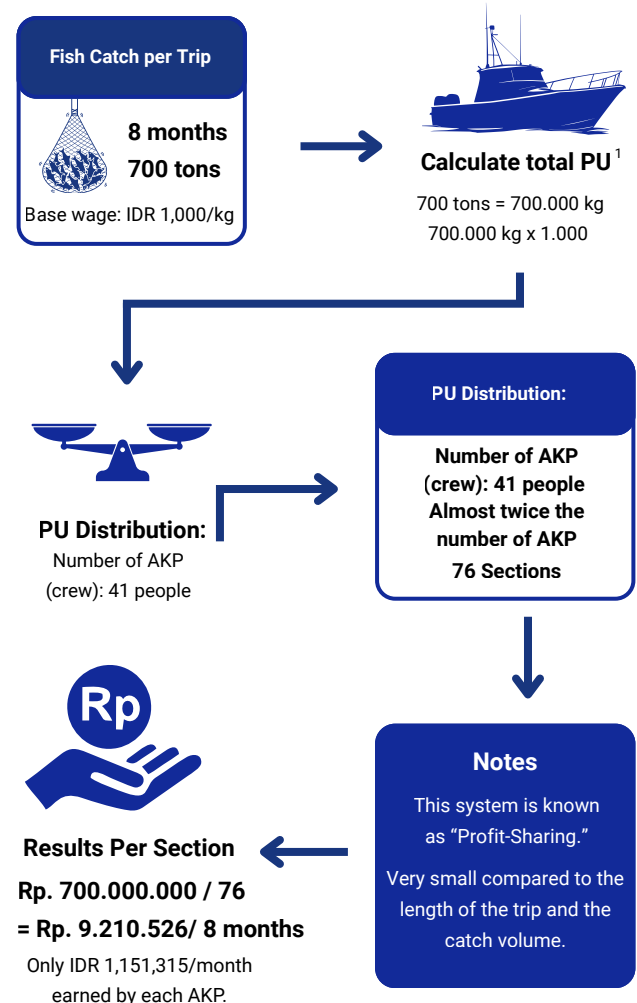 Fish Catch per Trip
8 months
700 tons
Base wage: IDR 1,000/kg
Calculate total PU 1
700 tons = 700.000 kg
700.000 kg x 1.000
PU Distribution:
Number of AKP
(crew): 41 people
PU Distribution:
Number of AKP
(crew): 41 people
Almost twice the
number of AKP
76 Sections
Notes
This system is known
as “Profit-Sharing.”
Very small compared to the
length of the trip and the
catch volume.
Rp
Results Per Section
Rp. 700.000.000 / 76
= Rp. 9.210.526/ 8 months
Only IDR 1,151,315/month
earned by each AKP.